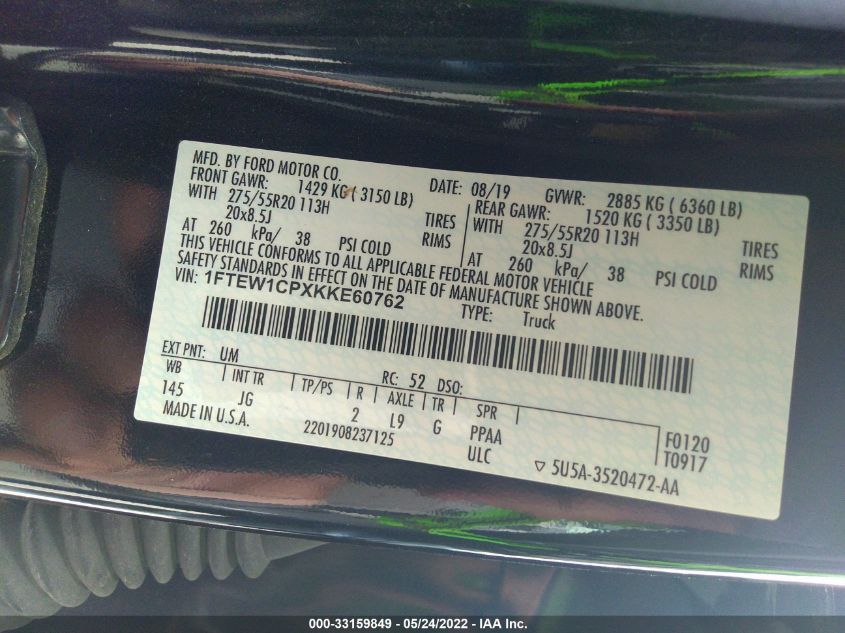 MFD. BY FORD MOTOR CO. DATE: 08/19 GVWR: 2885 KG ( 6360 LB)
FRONT GAWR: 1429 KG ( 3150 LB) REAR GAWR: 1520 KG ( 3350 LB)
WITH 275/55R20 113H TIRES WITH 275/55R20 113H TIRES
20x8.5J RIMS 20x8.5J RIMS
AT 260 kPa/ 38 PSI COLD AT 260 kPa/ 38 PSI COLD
THIS VEHICLE CONFORMS TO ALL APPLICABLE FEDERAL MOTOR VEHICLE
SAFETY STANDARDS IN EFFECT ON THE DATE OF MANUFACTURE SHOWN ABOVE.
VIN: 1FTEW1CPXKKE60762 TYPE: Truck
EXT PNT: UM RC: 52 DSO:
WB INT TR TP/PS R AXLE TR SPR
145 JG 2 L9 G PPAA F0120
MADE IN U.S.A. 2201908237125 ULC T0917
5U5A-3520472-AA
000-33159849 - 05/24/2022 - IAA Inc.